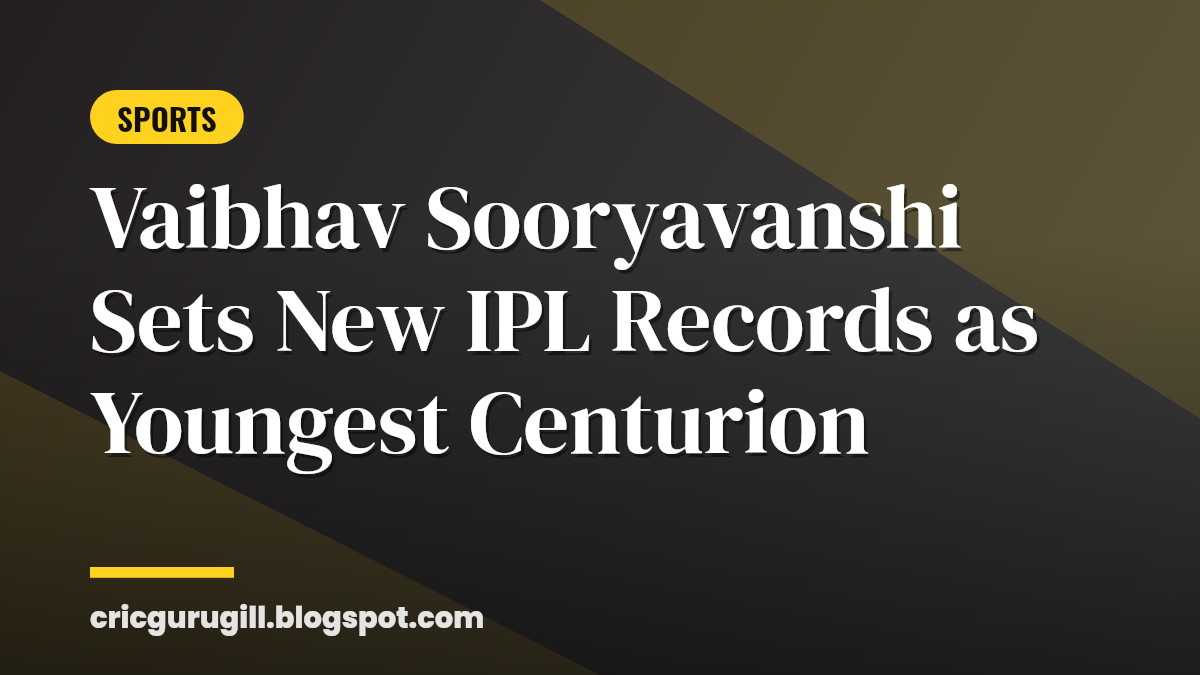 SPORTS
Vaibhav Sooryavanshi
Sets New IPL Records as
Youngest Centurion
cricgurugill.blogspot.com